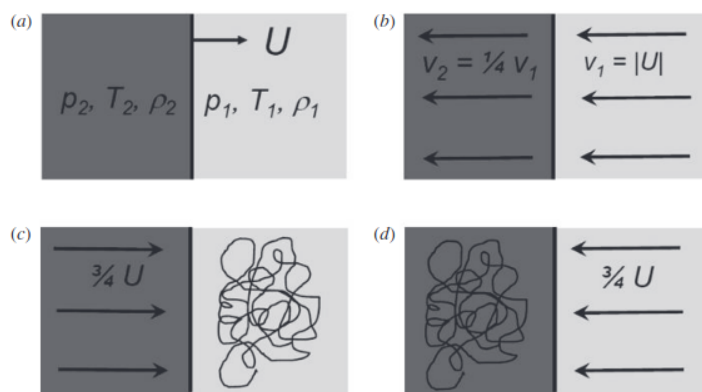 (a)
U
p₂, T₂, ρ₂
p₁, T₁, ρ₁
(b)
v₂ = ¼ v₁
v₁ = |U|
(c)
¾ U
(d)
¾ U